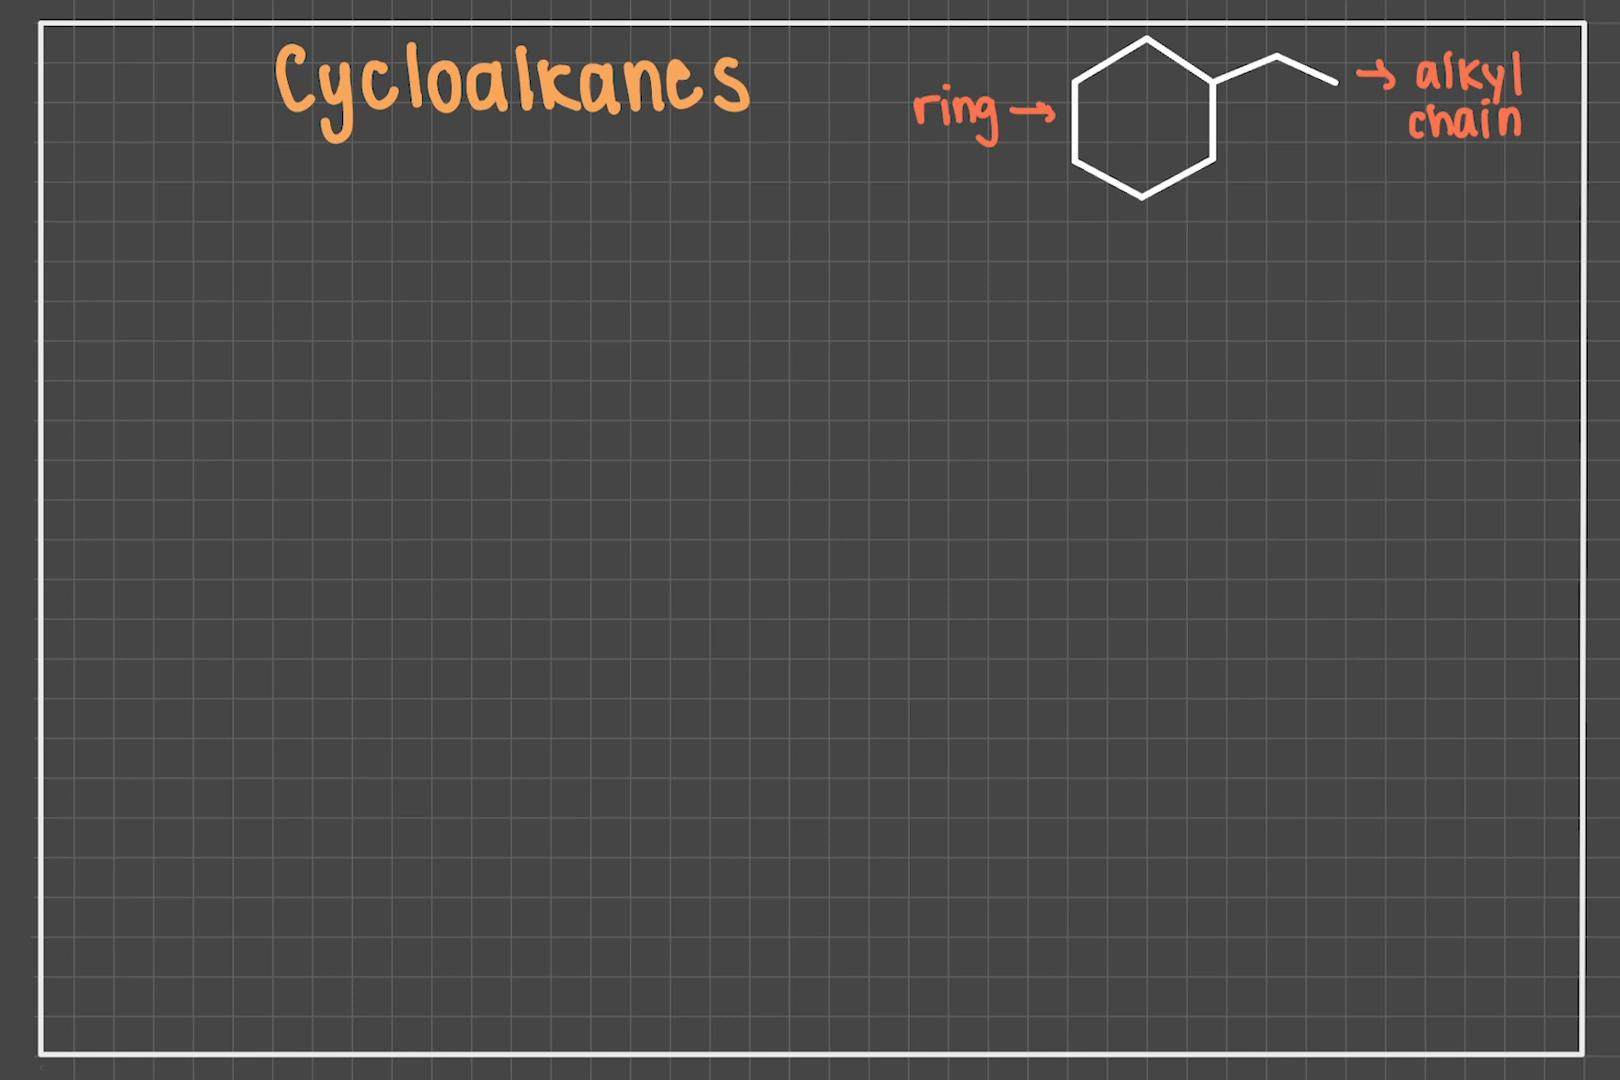 Cycloalkanes
ring →
→ alkyl
chain